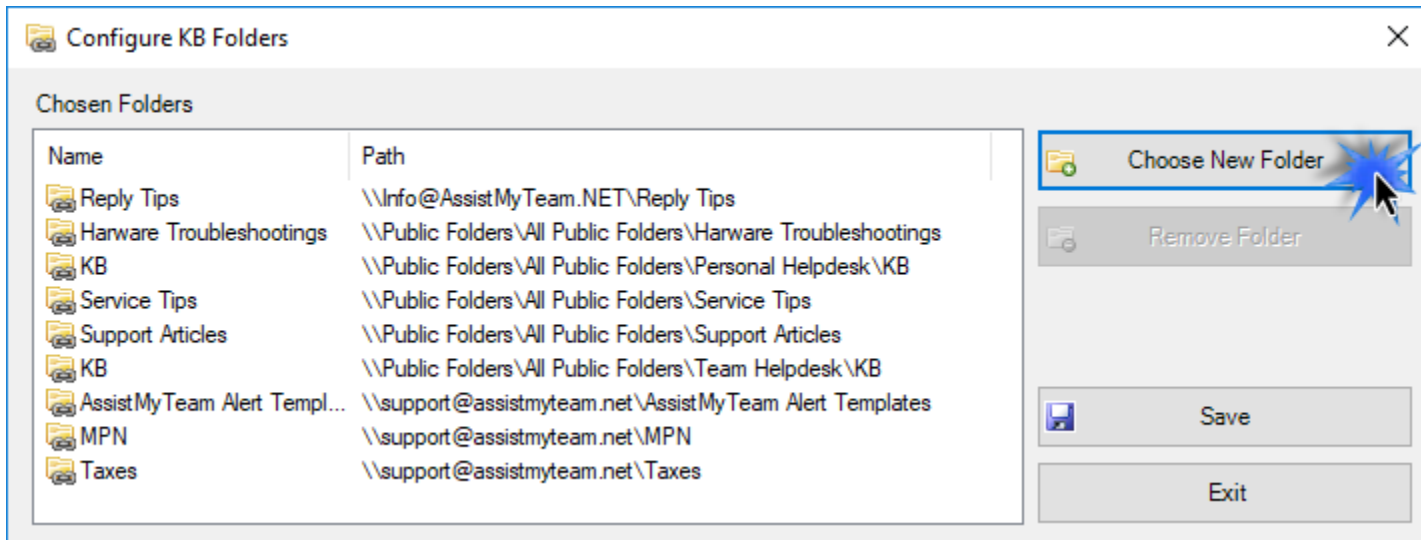 Configure KB Folders
Chosen Folders
Name Path
Reply Tips \\Info@AssistMyTeam.NET\Reply Tips
Harware Troubleshootings \\Public Folders\All Public Folders\Harware Troubleshootings
KB \\Public Folders\All Public Folders\Personal Helpdesk\KB
Service Tips \\Public Folders\All Public Folders\Service Tips
Support Articles \\Public Folders\All Public Folders\Support Articles
KB \\Public Folders\All Public Folders\Team Helpdesk\KB
AssistMyTeam Alert Templ... \\support@assistmyteam.net\AssistMyTeam Alert Templates
MPN \\support@assistmyteam.net\MPN
Taxes \\support@assistmyteam.net\Taxes
Choose New Folder
Remove Folder
Save
Exit